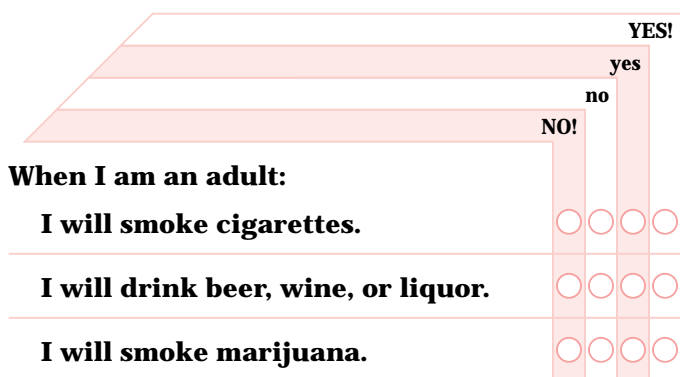 YES!
yes
no
NO!
When I am an adult:
I will smoke cigarettes.
I will drink beer, wine, or liquor.
I will smoke marijuana.